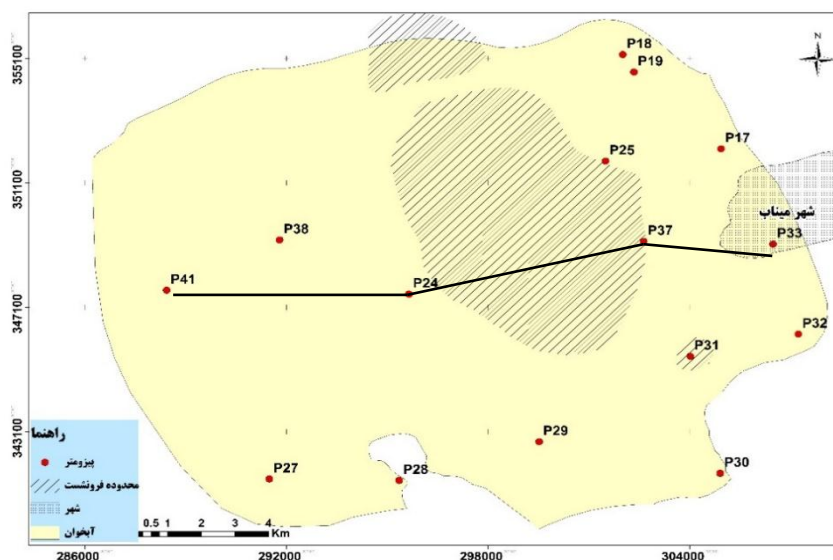 N
355100
351100
347100
343100
286000
292000
298000
304000
P18
P19
P17
P25
شهر میناب
P33
P37
P38
P41
P24
P32
P31
P29
P30
P27
P28
راهنما
پیزومتر
محدوده فرونشست
شهر
آبخوان
0.5 1 2 3 4
Km